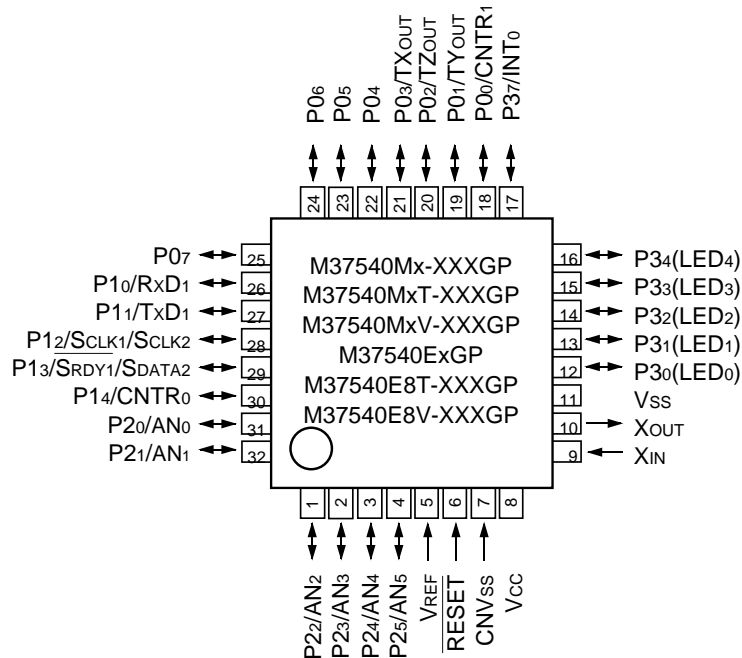 P06
P05
P04
P03/TXOUT
P02/TZOUT
P01/TYOUT
P00/CNTR1
P37/INT0
24
23
22
21
20
19
18
17
P07
25
P10/RXD1
26
P11/TXD1
27
P12/SCLK1/SCLK2
28
P13/SRDY1/SDATA2
29
P14/CNTR0
30
P20/AN0
31
P21/AN1
32
M37540Mx-XXXGP
M37540MxT-XXXGP
M37540MxV-XXXGP
M37540ExGP
M37540E8T-XXXGP
M37540E8V-XXXGP
16
P34(LED4)
15
P33(LED3)
14
P32(LED2)
13
P31(LED1)
12
P30(LED0)
11
VSS
10
XOUT
9
XIN
1
2
3
4
5
6
7
8
P22/AN2
P23/AN3
P24/AN4
P25/AN5
VREF
RESET
CNVSS
VCC